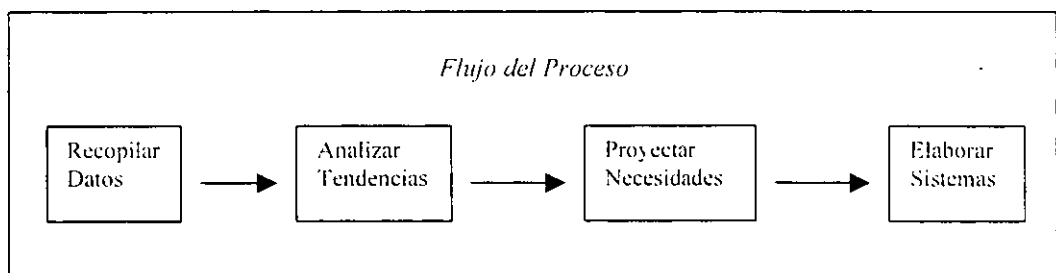 Flujo del Proceso
Recopilar
Datos
Analizar
Tendencias
Proyectar
Necesidades
Elaborar
Sistemas